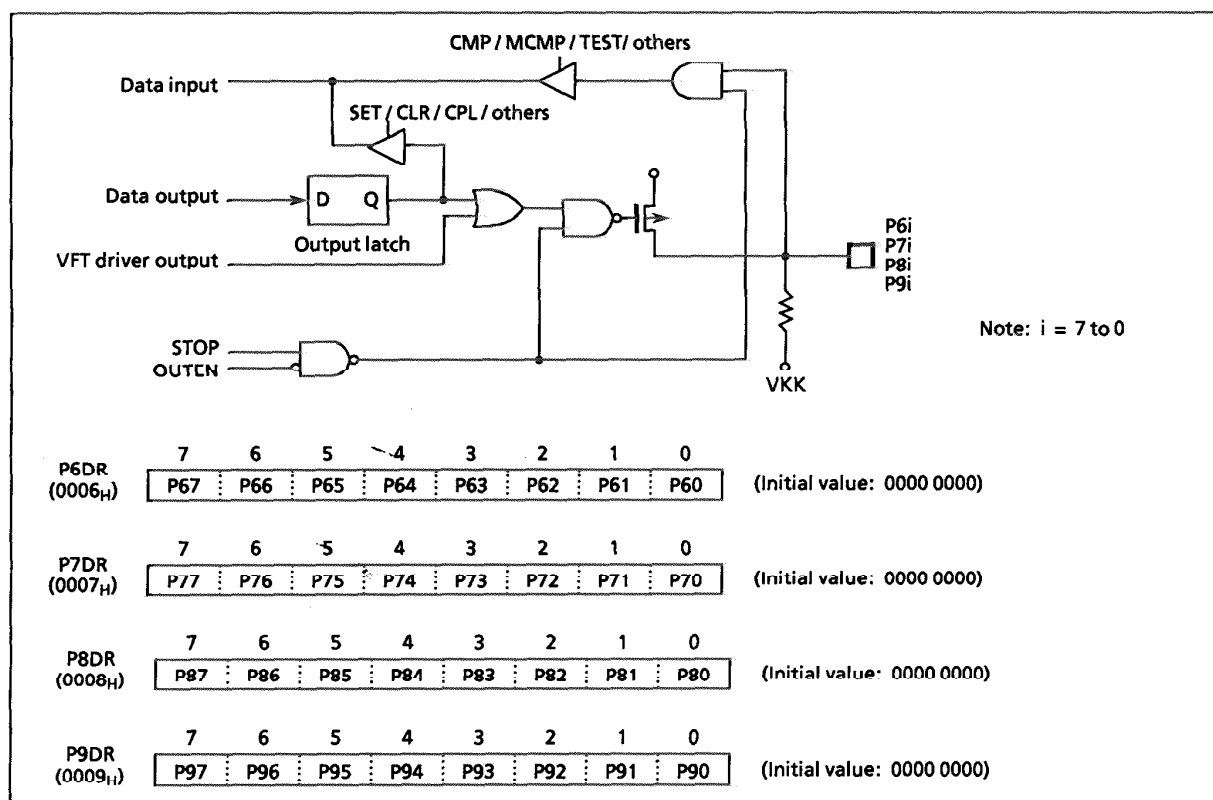 CMP / MCMP / TEST/ others
Data input
SET / CLR / CPL / others
Data output
D Q
Output latch
VFT driver output
P6i
P7i
P8i
P9i
Note: i = 7 to 0
STOP
OUTEN
VKK
7 6 5 4 3 2 1 0
P6DR
(0006H)
P67 P66 P65 P64 P63 P62 P61 P60
(Initial value: 0000 0000)
7 6 5 4 3 2 1 0
P7DR
(0007H)
P77 P76 P75 P74 P73 P72 P71 P70
(Initial value: 0000 0000)
7 6 5 4 3 2 1 0
P8DR
(0008H)
P87 P86 P85 P84 P83 P82 P81 P80
(Initial value: 0000 0000)
7 6 5 4 3 2 1 0
P9DR
(0009H)
P97 P96 P95 P94 P93 P92 P91 P90
(Initial value: 0000 0000)